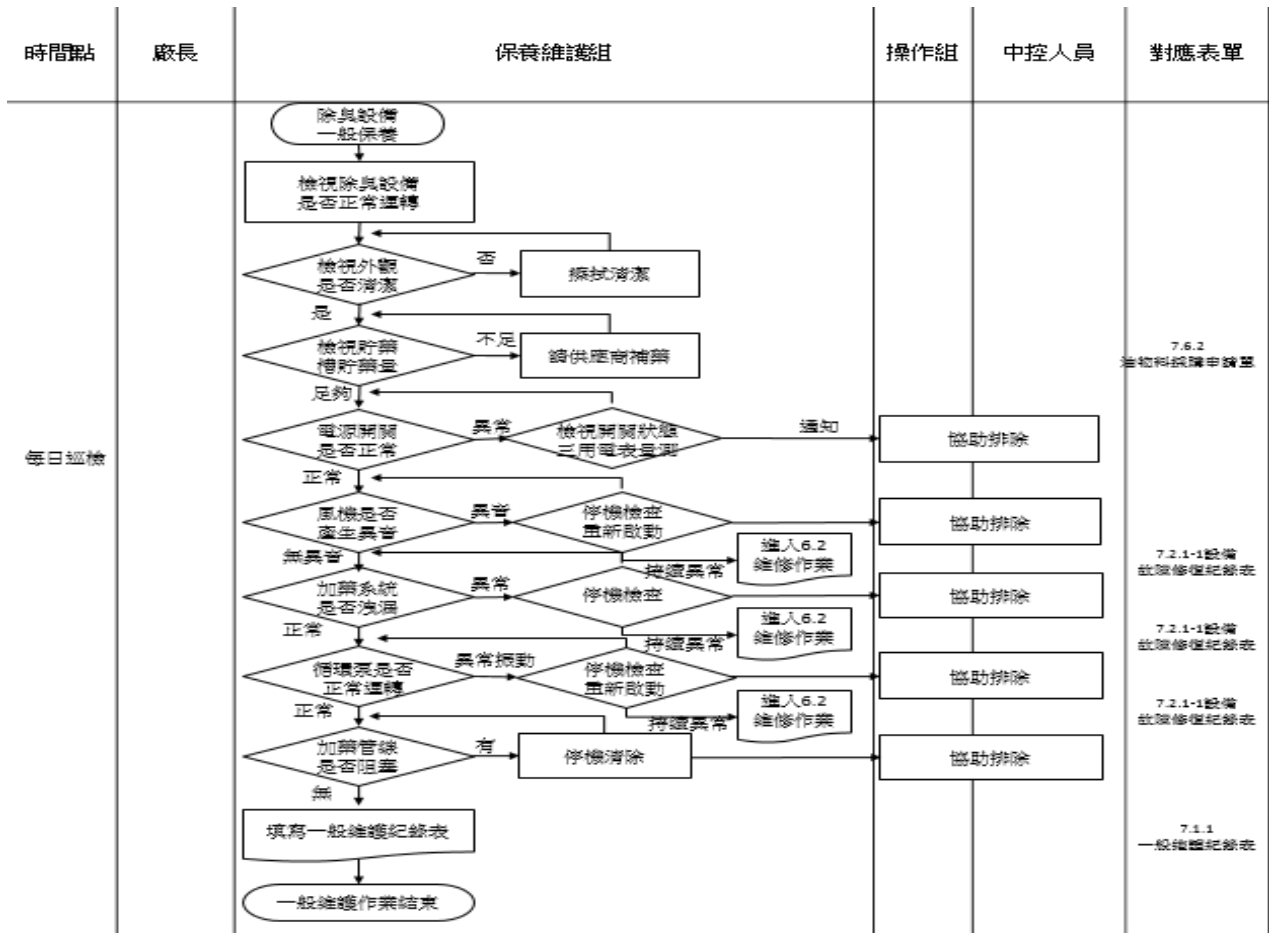 時間點
廠長
保養維護組
操作組
中控人員
對應表單
除臭設備
一般保養
檢視除臭設備
是否正常運轉
檢視外觀
是否清潔
否
擦拭清潔
是
檢視貯藥
槽貯藥量
不足
請供應商補藥
7.6.2
油物料採購申請單
足夠
電源開關
是否正常
異常
檢視開關狀態
三用電表量測
通知
協助排除
每日巡檢
正常
風機是否
產生異音
異音
停機檢查
重新啟動
協助排除
無異音
持續異常
進入6.2
維修作業
7.2.1-1設備
故障修復紀錄表
加藥系統
是否洩漏
異常
停機檢查
協助排除
正常
持續異常
進入6.2
維修作業
7.2.1-1設備
故障修復紀錄表
循環泵是否
正常運轉
異常振動
停機檢查
重新啟動
協助排除
正常
持續異常
進入6.2
維修作業
7.2.1-1設備
故障修復紀錄表
加藥管線
是否阻塞
有
停機清除
協助排除
無
填寫一般維護紀錄表
7.1.1
一般維護紀錄表
一般維護作業結束